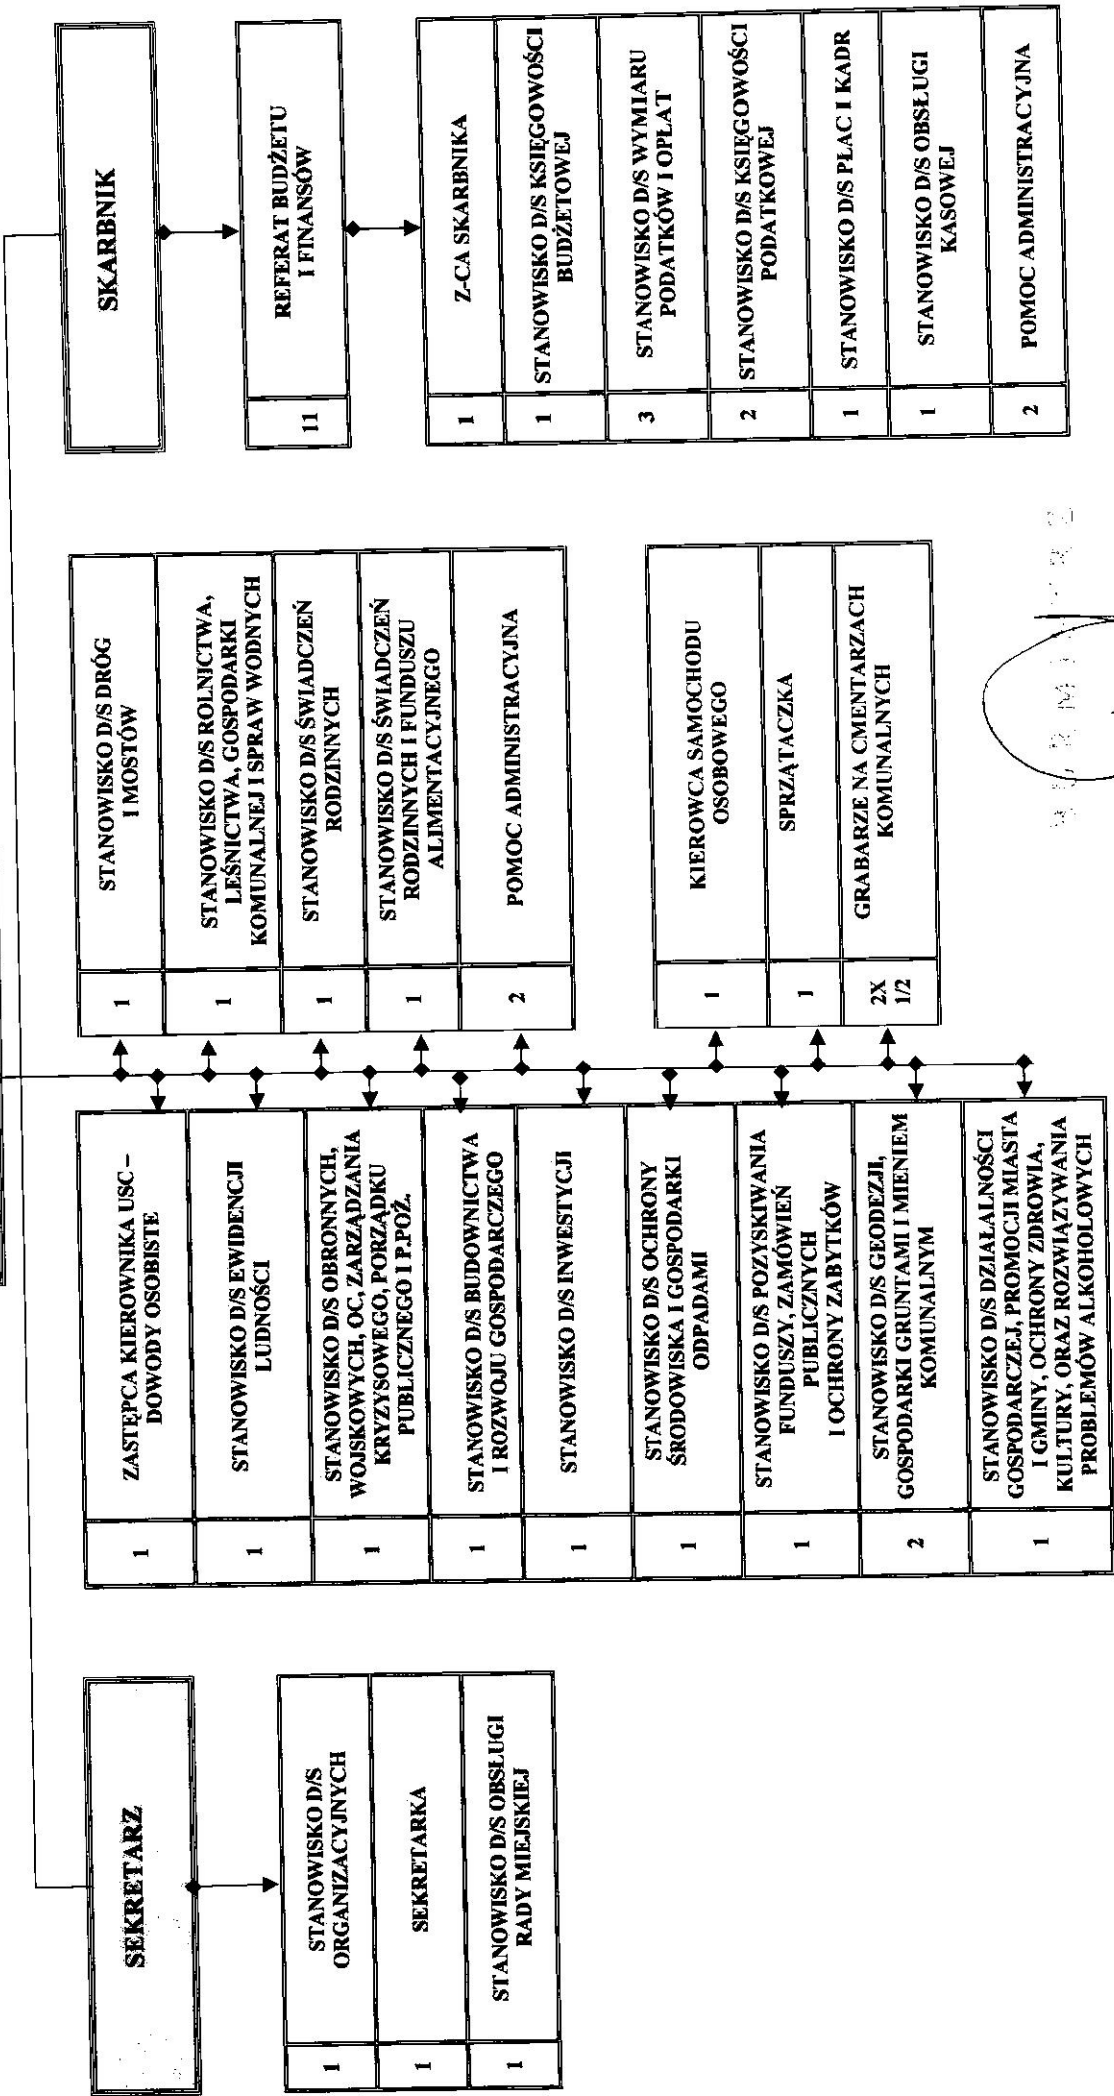 SEKRETARZ
1
STANOWISKO D/S
ORGANIZACYJNYCH
1
SEKRETARKA
1
STANOWISKO D/S OBSŁUGI
RADY MIEJSKIEJ
1
ZASTĘPCA KIEROWNIKA USC –
DOWODY OSOBISTE
1
STANOWISKO D/S EWIDENCJI
LUDNOŚCI
1
STANOWISKO D/S OBRONNYCH,
WOJSKOWYCH, OC, ZARZĄDZANIA
KRYZYSOWEGO, PORZĄDKU
PUBLICZNEGO I P.POŻ.
1
STANOWISKO D/S BUDOWNICTWA
I ROZWOJU GOSPODARCZEGO
1
STANOWISKO D/S INWESTYCJI
1
STANOWISKO D/S OCHRONY
ŚRODOWISKA I GOSPODARKI
ODPADAMI
1
STANOWISKO D/S POZYSKIWANIA
FUNDUSZY, ZAMÓWIEŃ
PUBLICZNYCH
I OCHRONY ZABYTKÓW
2
STANOWISKO D/S GEODEZJI,
GOSPODARKI GRUNTAMI I MIENIEM
KOMUNALNYM
1
STANOWISKO D/S DZIAŁALNOŚCI
GOSPODARCZEJ, PROMOCJI MIASTA
I GMINY, OCHRONY ZDROWIA,
KULTURY, ORAZ ROZWIĄZYWANIA
PROBLEMÓW ALKOHOLOWYCH
1
STANOWISKO D/S DRÓG
I MOSTÓW
1
STANOWISKO D/S ROLNICTWA,
LEŚNICTWA, GOSPODARKI
KOMUNALNEJ I SPRAW WODNYCH
1
STANOWISKO D/S ŚWIADCZEŃ
RODZINNYCH
1
STANOWISKO D/S ŚWIADCZEŃ
RODZINNYCH I FUNDUSZU
ALIMENTACYJNEGO
2
POMOC ADMINISTRACYJNA
1
KIEROWCA SAMOCHODU
OSOBOWEGO
1
SPRZĄTACZKA
2X
1/2
GRABARZE NA CMENTARZACH
KOMUNALNYCH
SKARBNIK
11
REFERAT BUDŻETU
I FINANSÓW
1
Z-CA SKARBNIKA
1
STANOWISKO D/S KSIĘGOWOŚCI
BUDŻETOWEJ
3
STANOWISKO D/S WYMIARU
PODATKÓW I OPŁAT
2
STANOWISKO D/S KSIĘGOWOŚCI
PODATKOWEJ
1
STANOWISKO D/S PŁAC I KADR
1
STANOWISKO D/S OBSŁUGI
KASOWEJ
2
POMOC ADMINISTRACYJNA